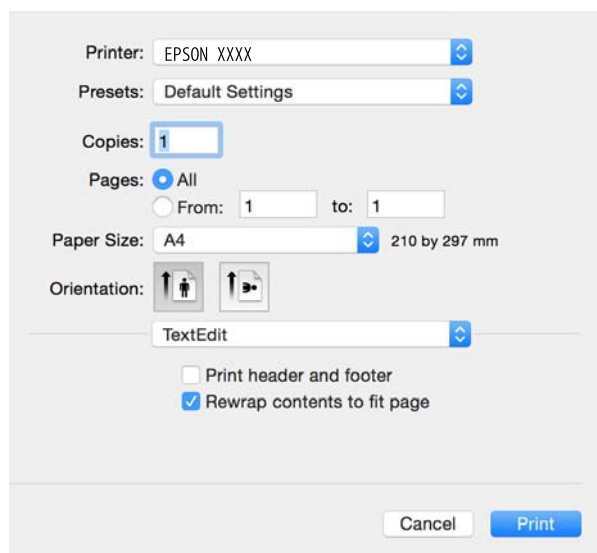 Printer: EPSON XXXX
Presets: Default Settings
Copies: 1
Pages: All
From: 1 to: 1
Paper Size: A4 210 by 297 mm
Orientation:
TextEdit
Print header and footer
Rewrap contents to fit page
Cancel Print